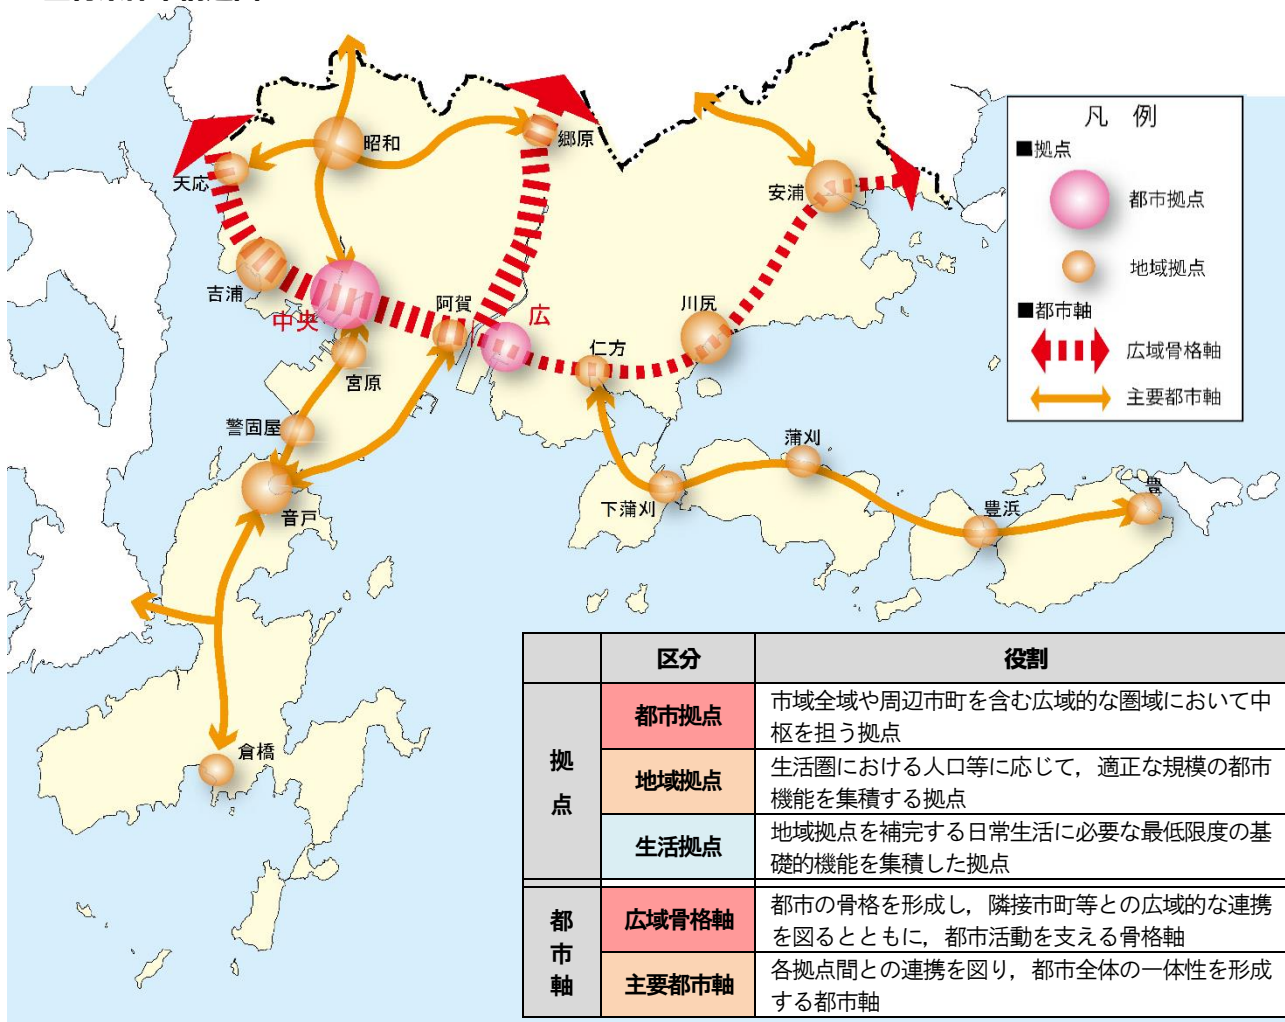 昭和
郷原
天応
安浦
吉浦
中央
阿賀
広
川尻
仁方
宮原
警固屋
音戸
蒲刈
下蒲刈
豊浜
豊
倉橋
凡 例
■拠点
都市拠点
地域拠点
■都市軸
広域骨格軸
主要都市軸
区分 役割
拠点
都市拠点 市域全域や周辺市町を含む広域的な圏域において中
枢を担う拠点
地域拠点 生活圏における人口等に応じて，適正な規模の都市
機能を集積する拠点
生活拠点 地域拠点を補完する日常生活に必要な最低限度の基
礎的機能を集積した拠点
都市軸
広域骨格軸 都市の骨格を形成し，隣接市町等との広域的な連携
を図るとともに，都市活動を支える骨格軸
主要都市軸 各拠点間との連携を図り，都市全体の一体性を形成
する都市軸